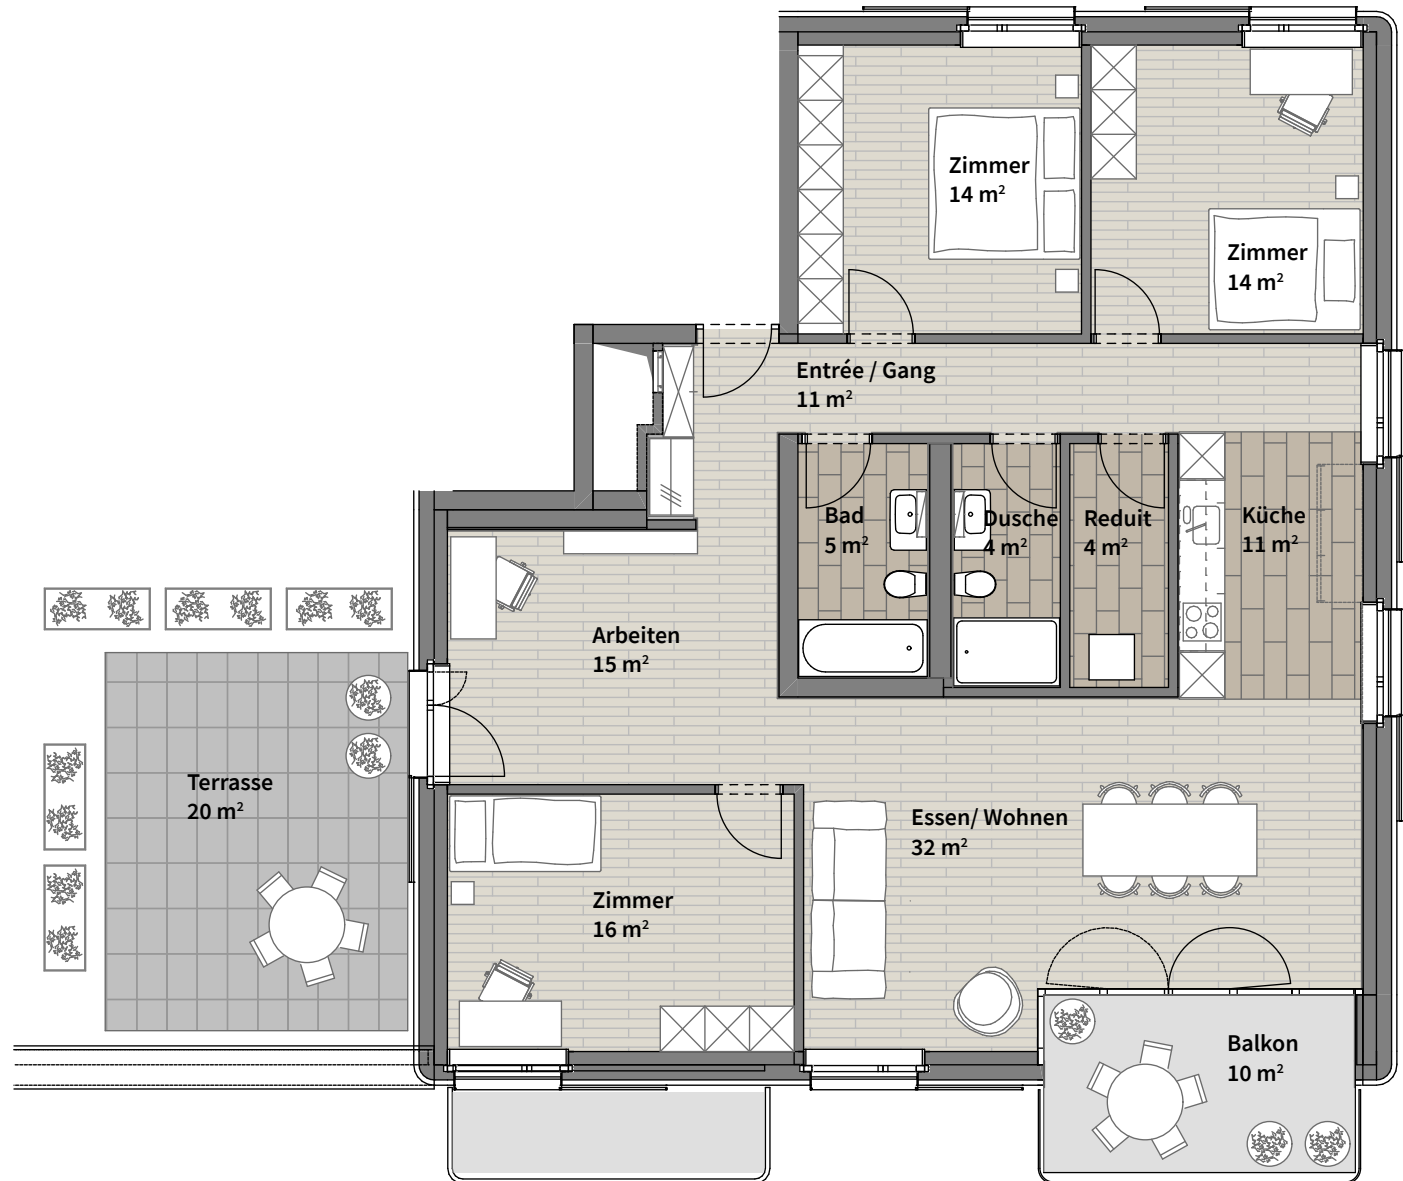 Zimmer
14 m²
Zimmer
14 m²
Entrée / Gang
11 m²
Bad
5 m²
Dusche
4 m²
Reduit
4 m²
Küche
11 m²
Arbeiten
15 m²
Terrasse
20 m²
Essen/ Wohnen
32 m²
Zimmer
16 m²
Balkon
10 m²